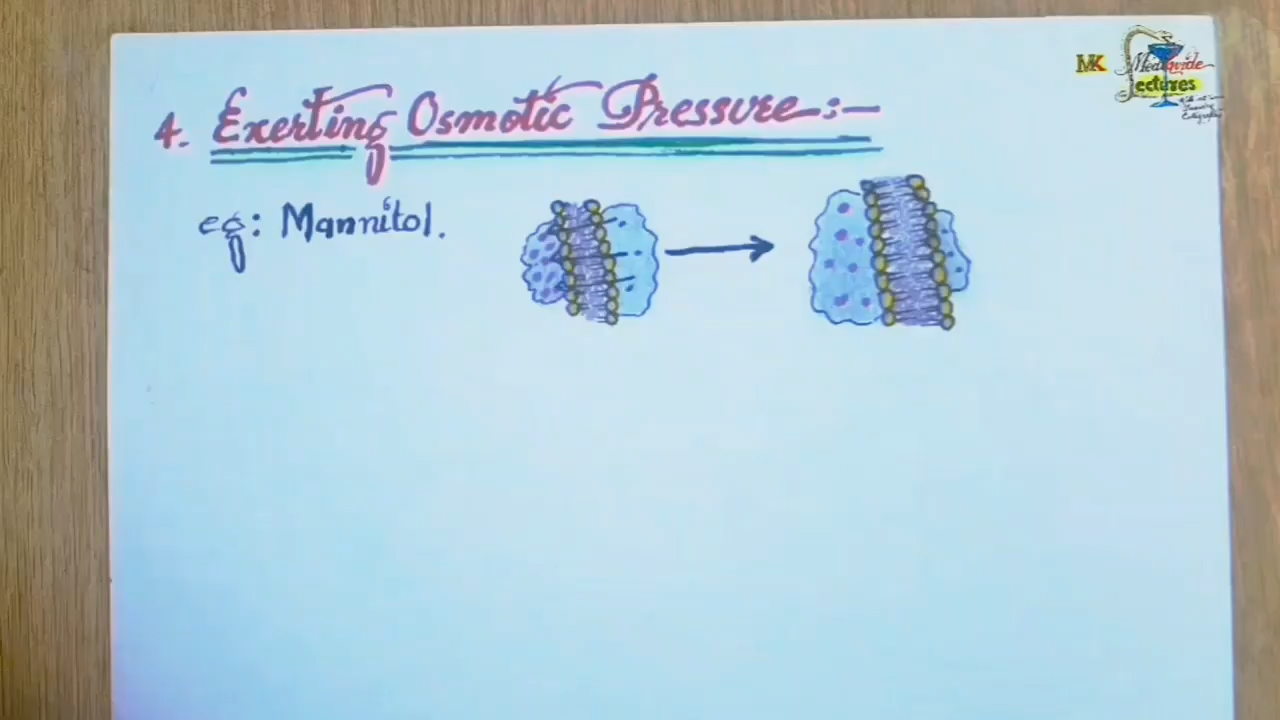 4. Exerting Osmotic Pressure:-
eg: Mannitol.
MK
Lectures